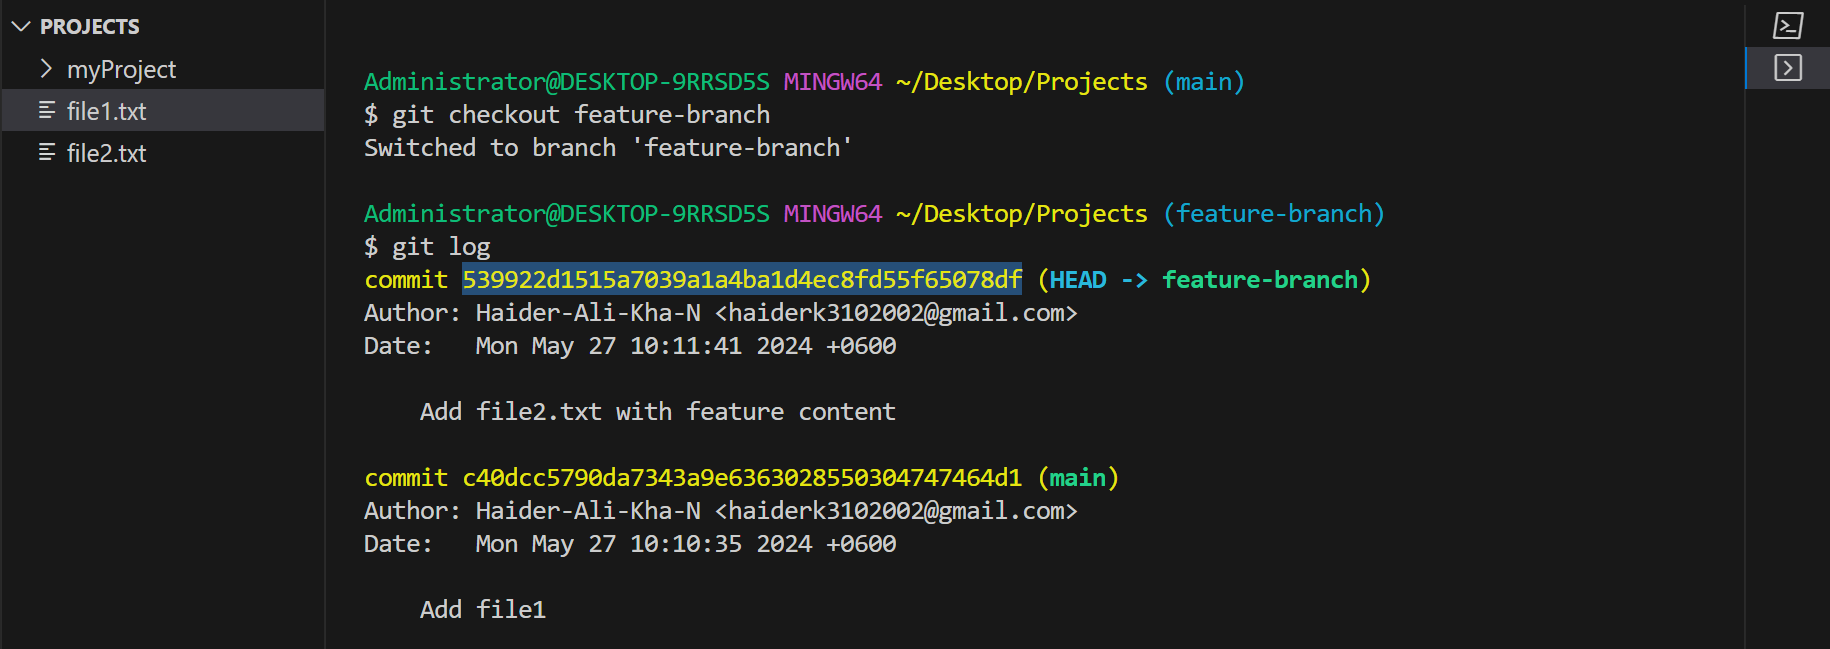 PROJECTS
myProject
file1.txt
file2.txt
Administrator@DESKTOP-9RRSD5S MINGW64 ~/Desktop/Projects (main)
$ git checkout feature-branch
Switched to branch 'feature-branch'
Administrator@DESKTOP-9RRSD5S MINGW64 ~/Desktop/Projects (feature-branch)
$ git log
commit 539922d1515a7039a1a4ba1d4ec8fd55f65078df (HEAD -> feature-branch)
Author: Haider-Ali-Kha-N <haiderk3102002@gmail.com>
Date:   Mon May 27 10:11:41 2024 +0600
    Add file2.txt with feature content
commit c40dcc5790da7343a9e6363028550304747464d1 (main)
Author: Haider-Ali-Kha-N <haiderk3102002@gmail.com>
Date:   Mon May 27 10:10:35 2024 +0600
    Add file1